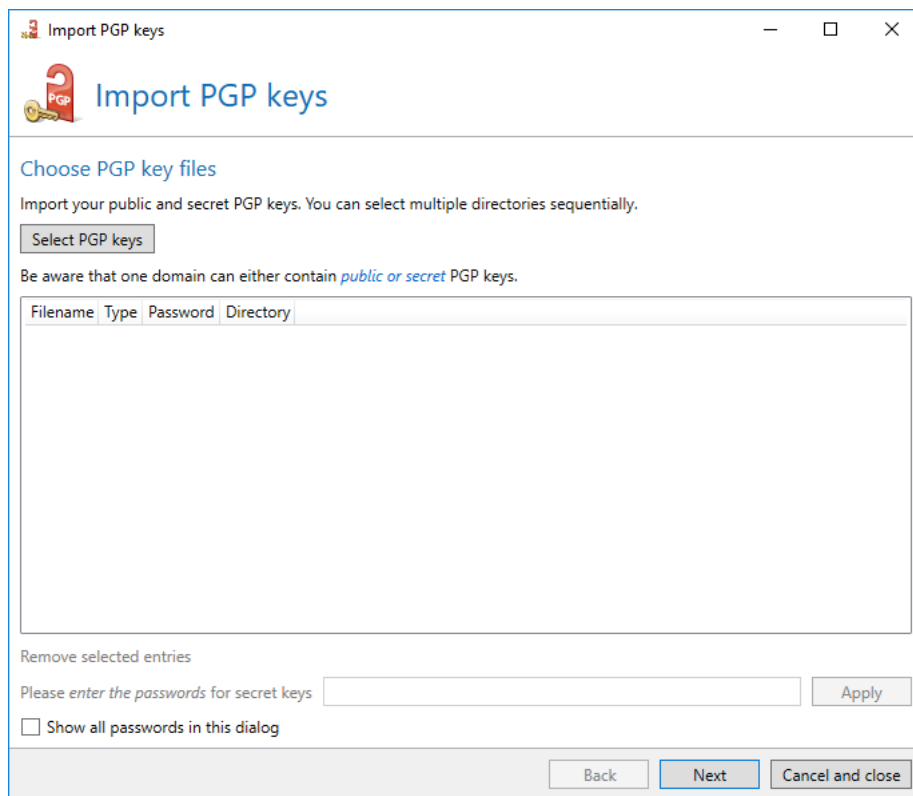 Import PGP keys
PGP
Import PGP keys
Choose PGP key files
Import your public and secret PGP keys. You can select multiple directories sequentially.
Select PGP keys
Be aware that one domain can either contain public or secret PGP keys.
Filename Type Password Directory
Remove selected entries
Please enter the passwords for secret keys Apply
Show all passwords in this dialog
Back Next Cancel and close